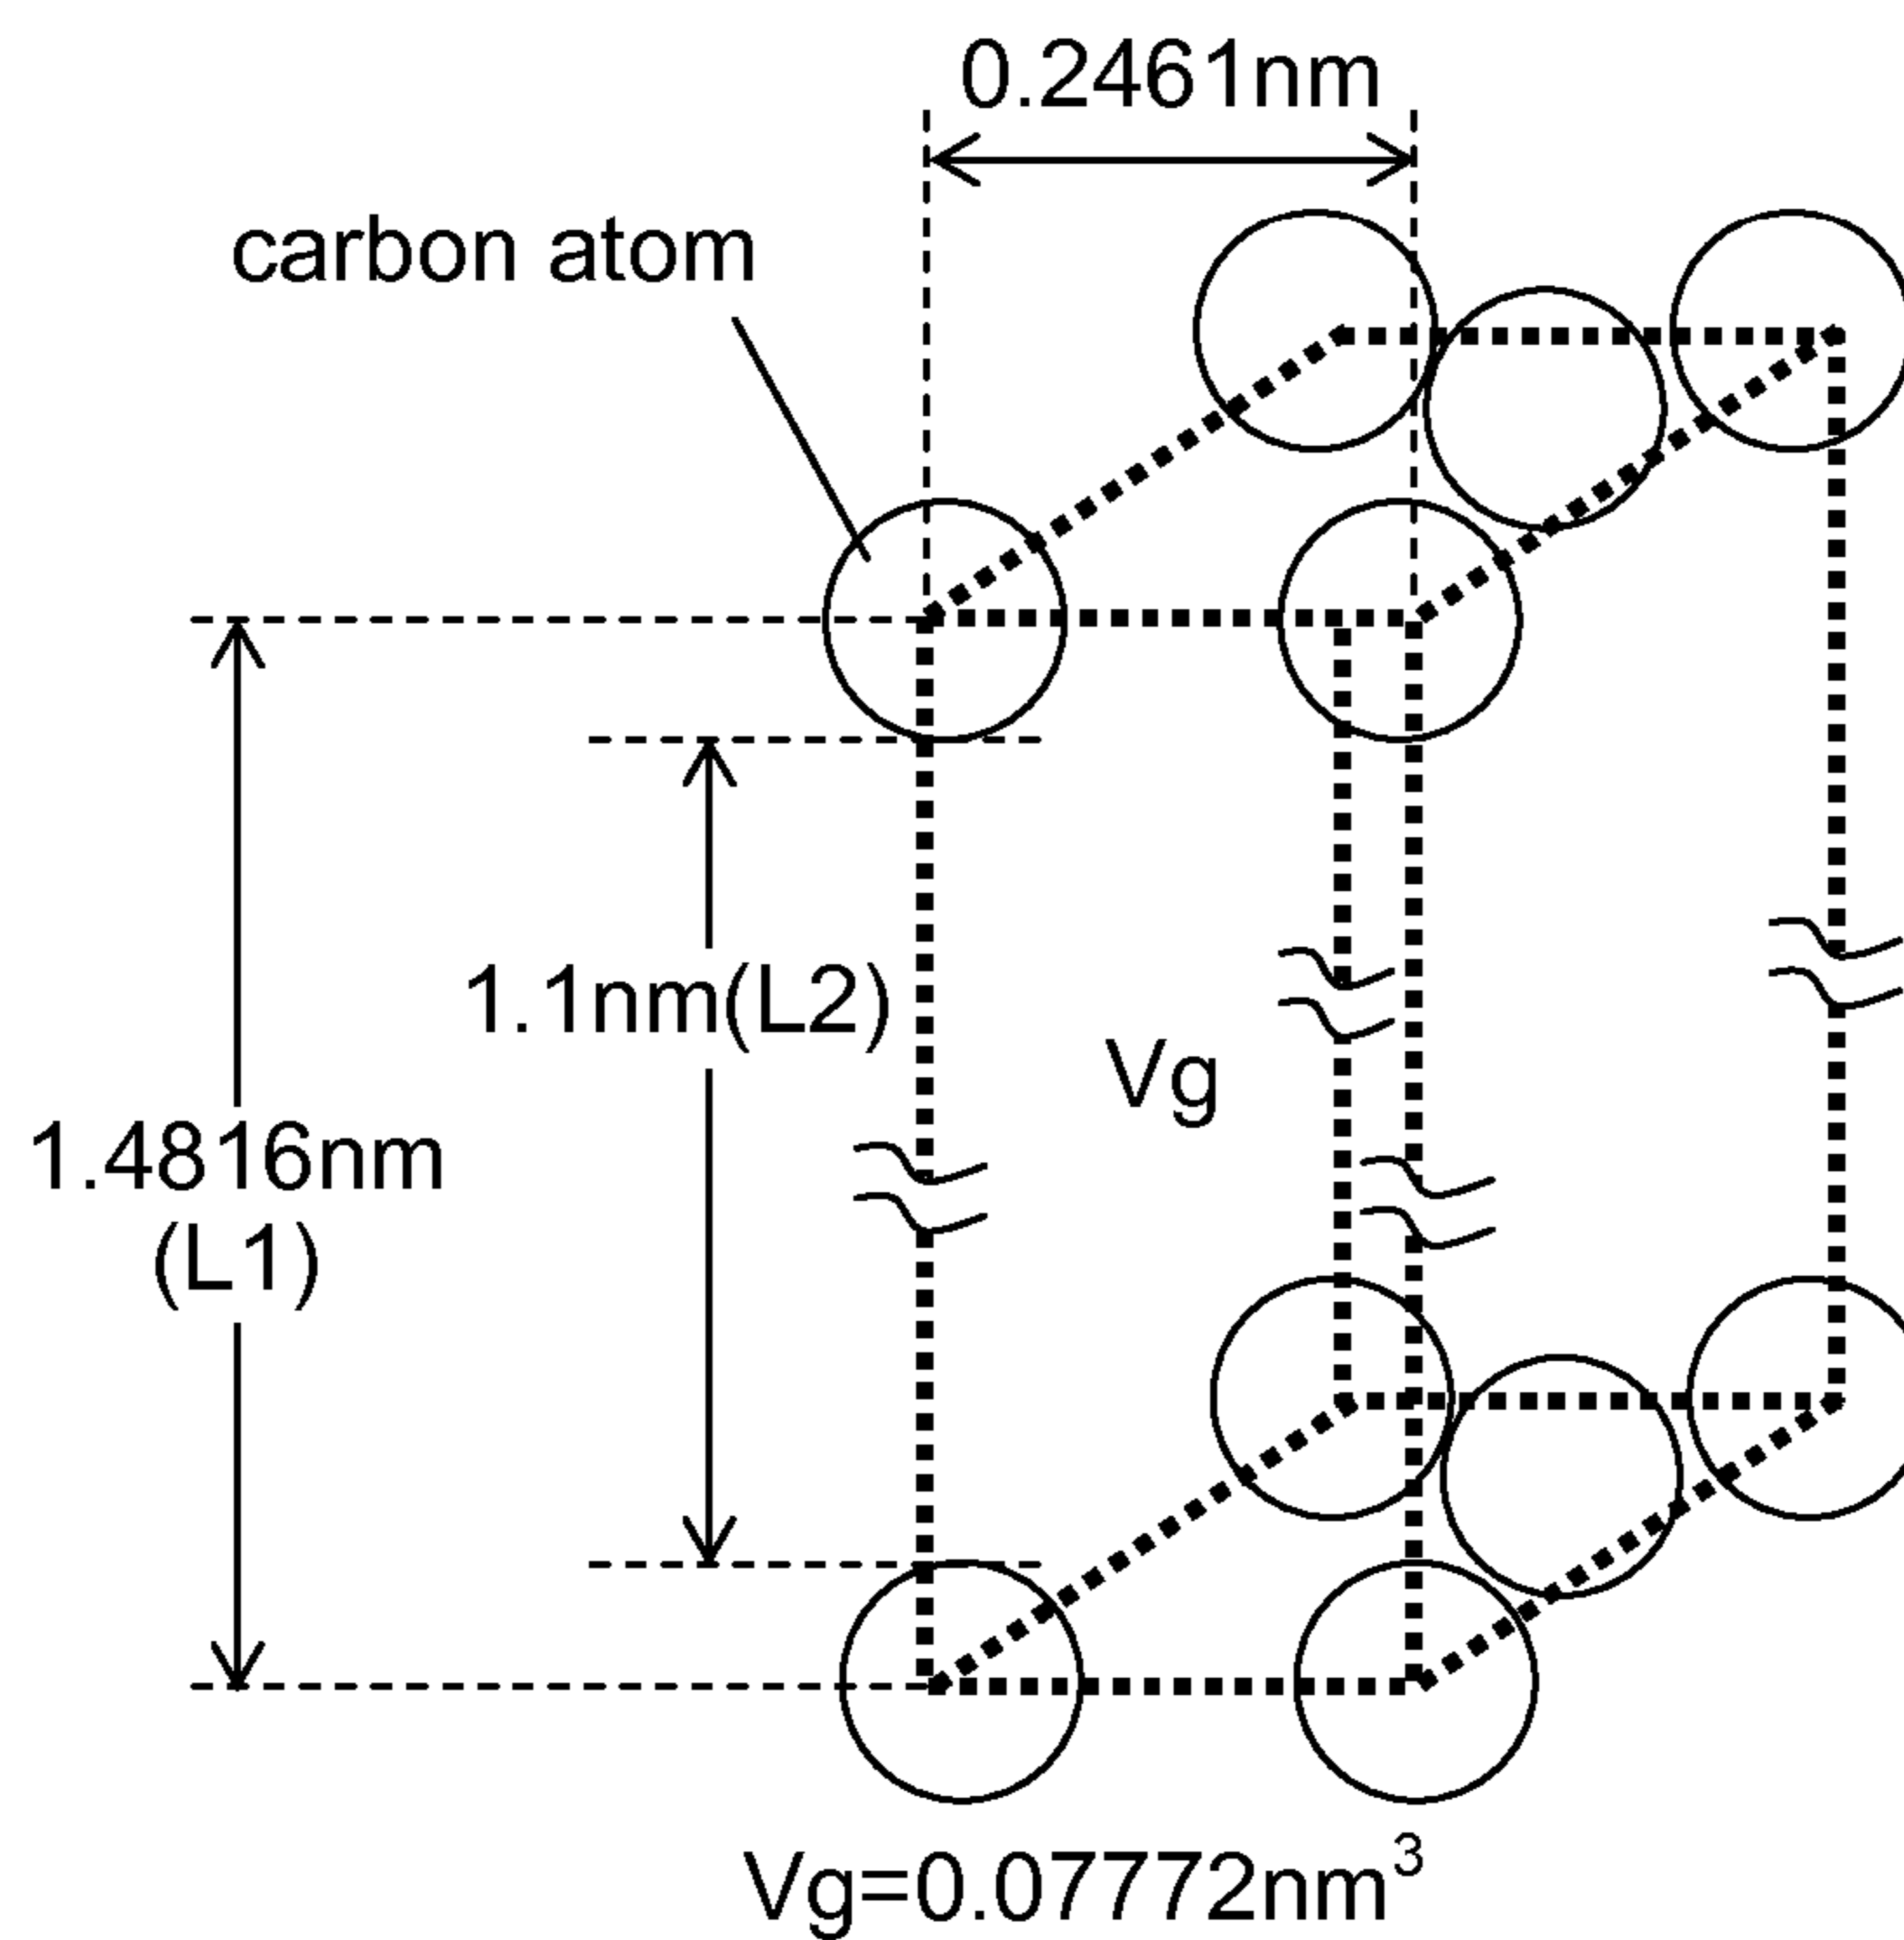 0.2461nm
carbon atom
1.1nm(L2)
Vg
1.4816nm
(L1)
Vg=0.07772nm³